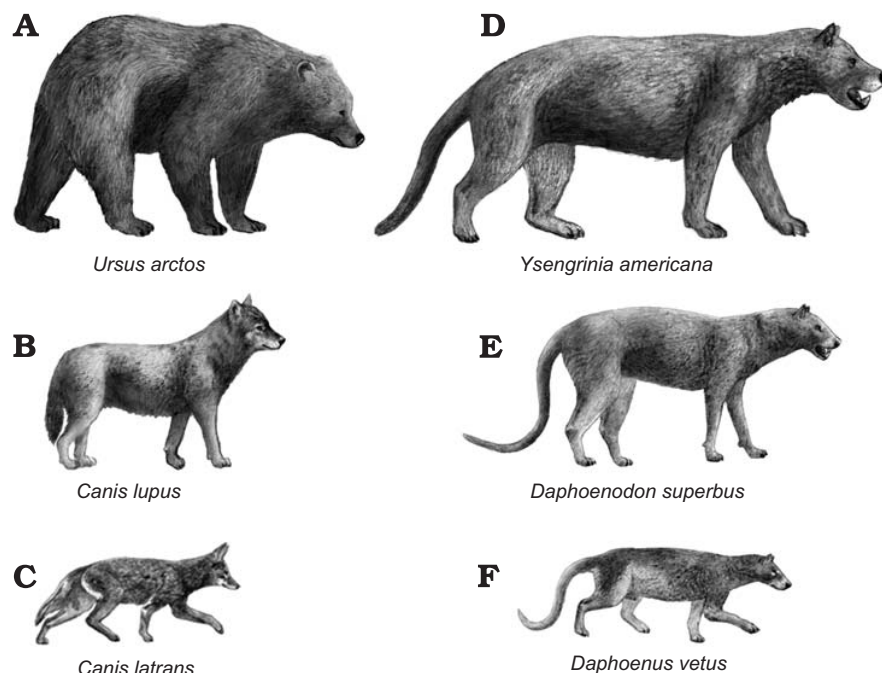 A
D
Ursus arctos
Ysengrinia americana
B
E
Canis lupus
Daphoenodon superbus
C
F
Canis latrans
Daphoenus vetus